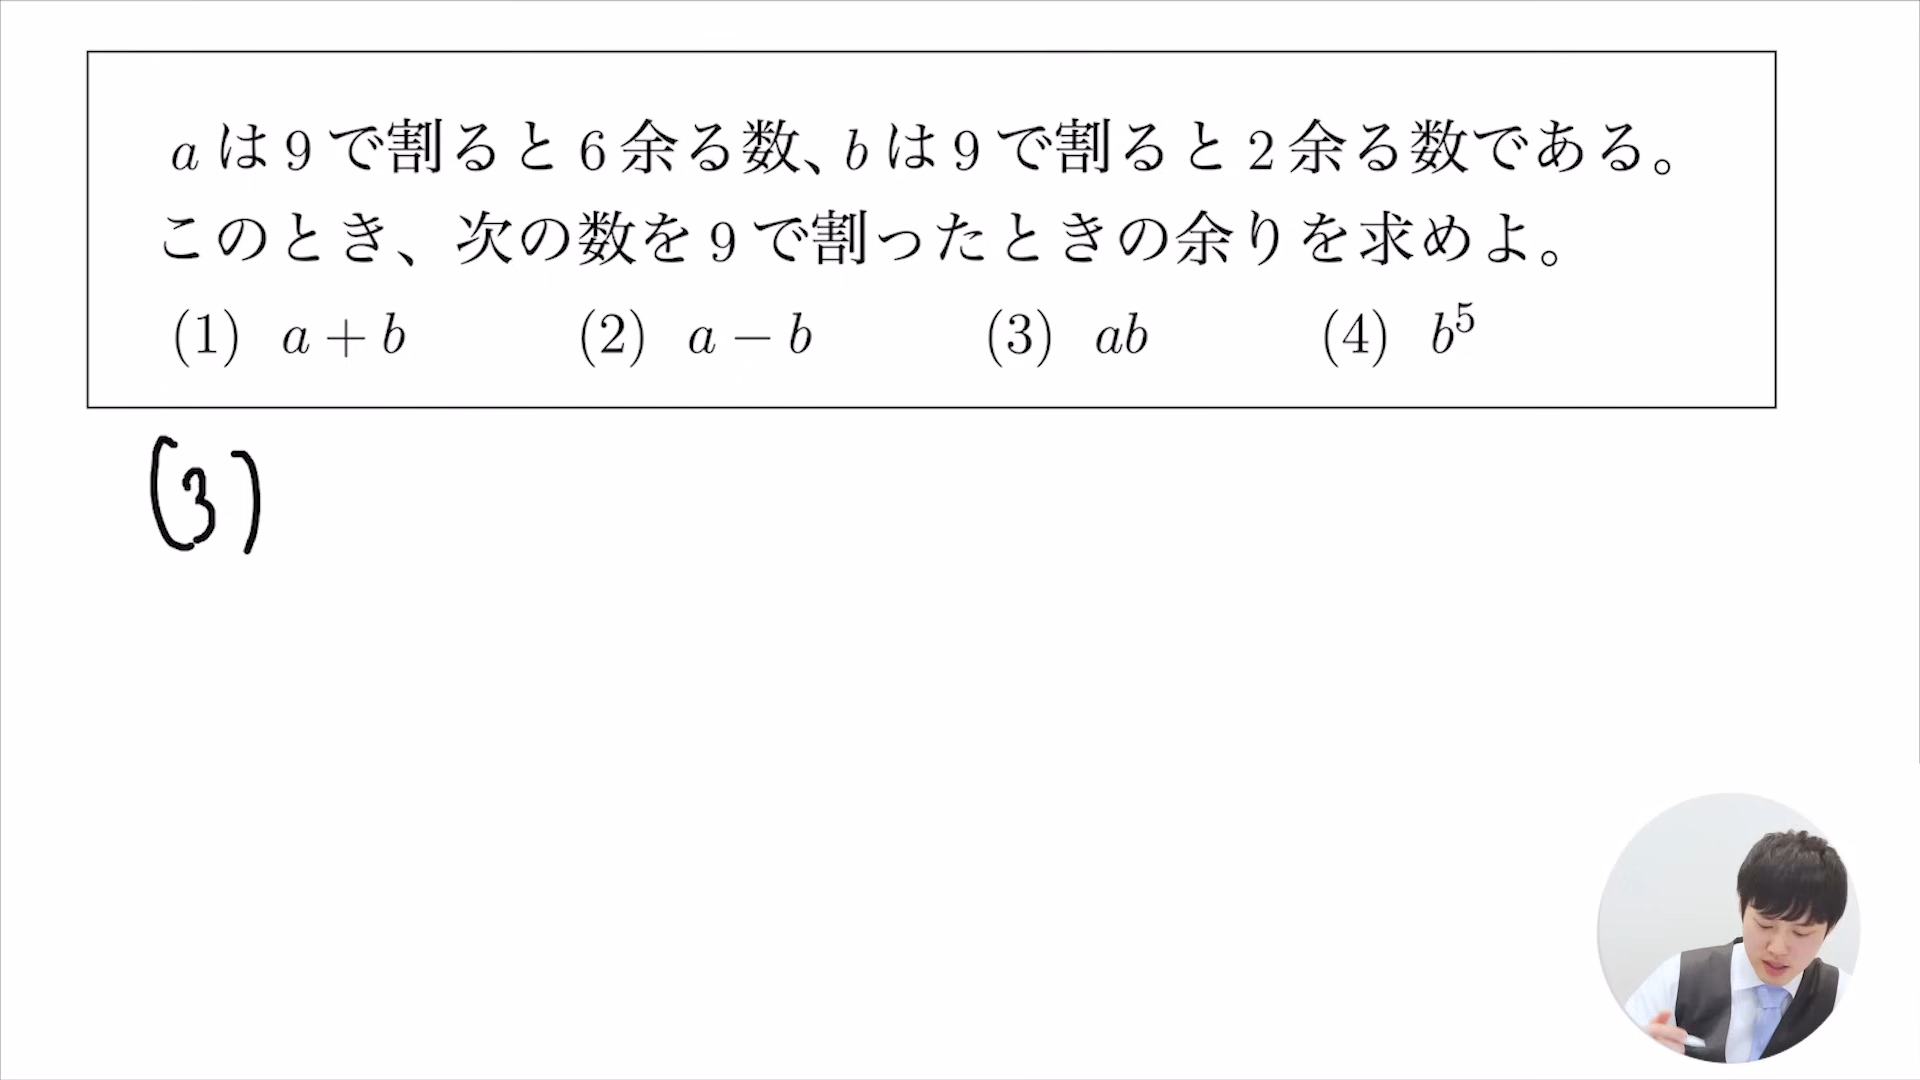 aは9で割ると6余る数、bは9で割ると2余る数である。
このとき、次の数を9で割ったときの余りを求めよ。
(1) a + b (2) a − b (3) ab (4) b⁵
(3)